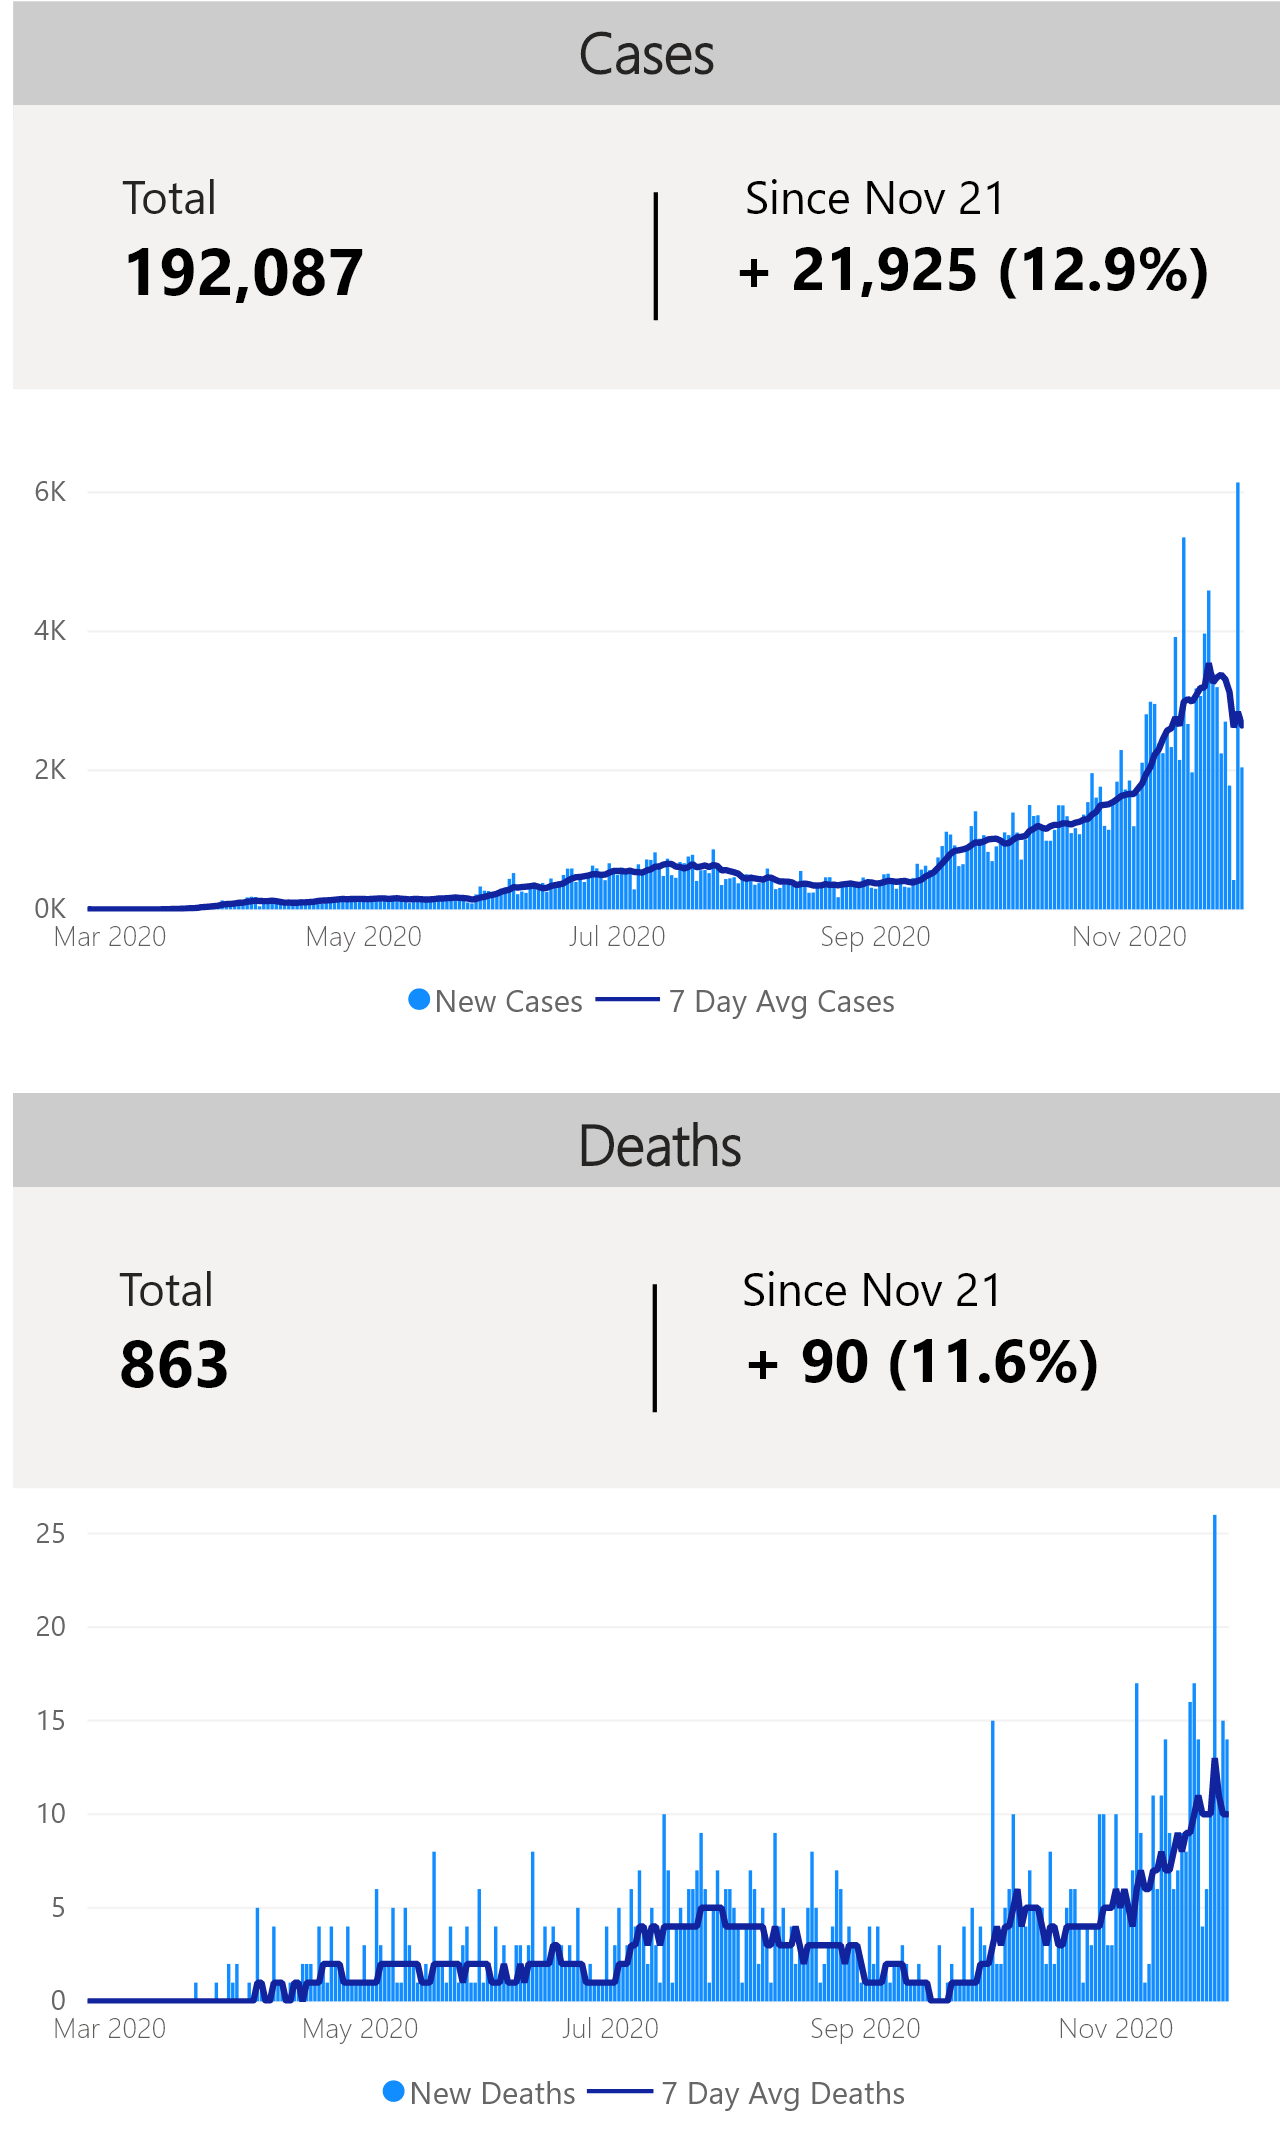 Cases
Total
Since Nov 21
192,087
+ 21,925 (12.9%)
6K
4K
2K
0K
Mar 2020
May 2020
Jul 2020
Sep 2020
Nov 2020
New Cases
7 Day Avg Cases
Deaths
Total
Since Nov 21
863
+ 90 (11.6%)
25
20
15
10
5
0
Mar 2020
May 2020
Jul 2020
Sep 2020
Nov 2020
New Deaths
7 Day Avg Deaths